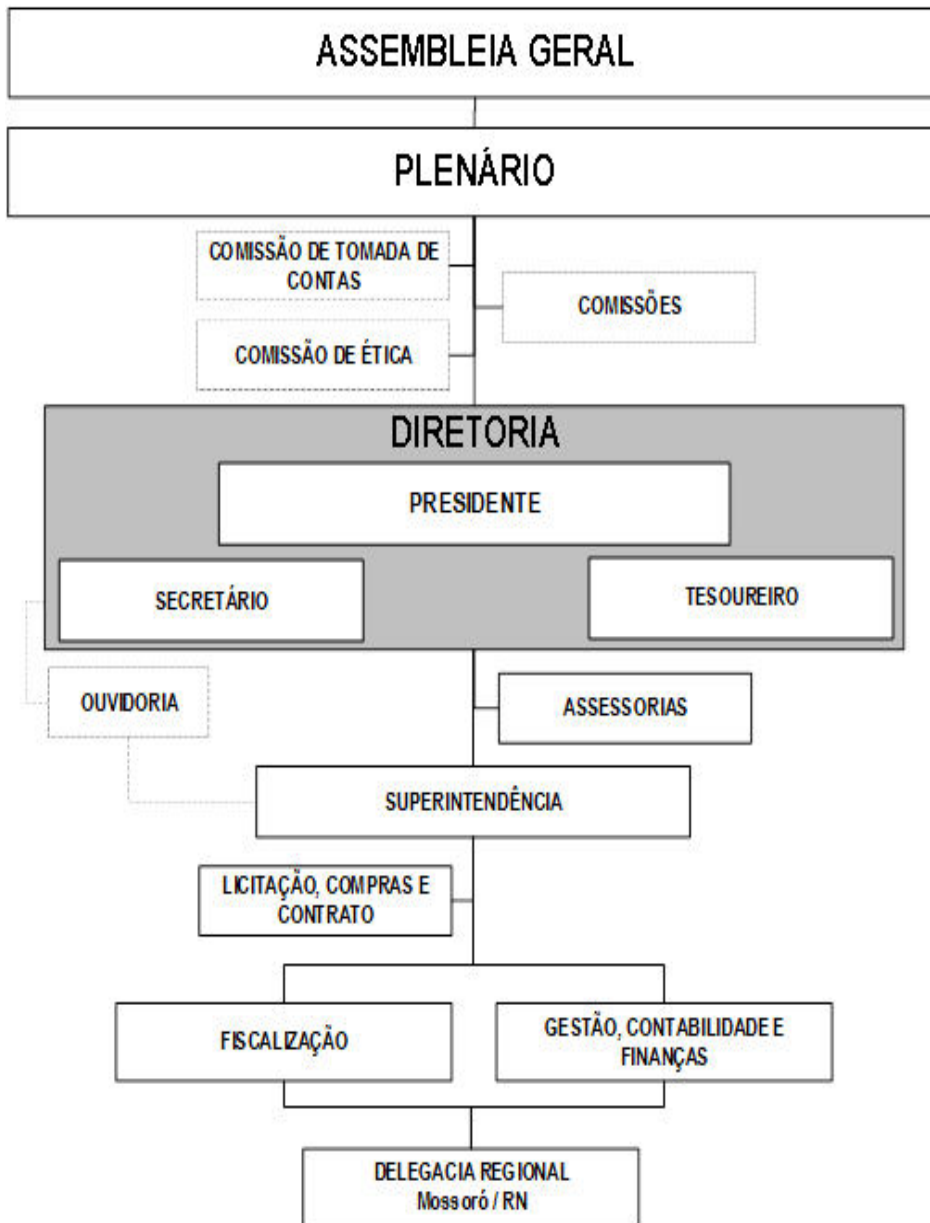 ASSEMBLEIA GERAL
PLENÁRIO
COMISSÃO DE TOMADA DE
CONTAS
COMISSÕES
COMISSÃO DE ÉTICA
DIRETORIA
PRESIDENTE
SECRETÁRIO
TESOUREIRO
OUVIDORIA
ASSESSORIAS
SUPERINTENDÊNCIA
LICITAÇÃO, COMPRAS E
CONTRATO
FISCALIZAÇÃO
GESTÃO, CONTABILIDADE E
FINANÇAS
DELEGACIA REGIONAL
Mossoró / RN